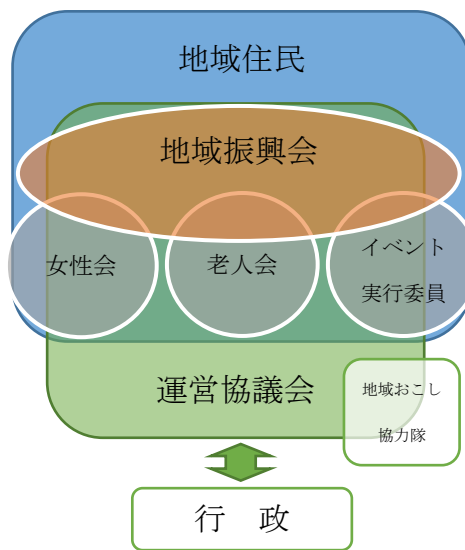 地域住民
地域振興会
女性会
老人会
イベント
実行委員
運営協議会
地域おこし
協力隊
行　政